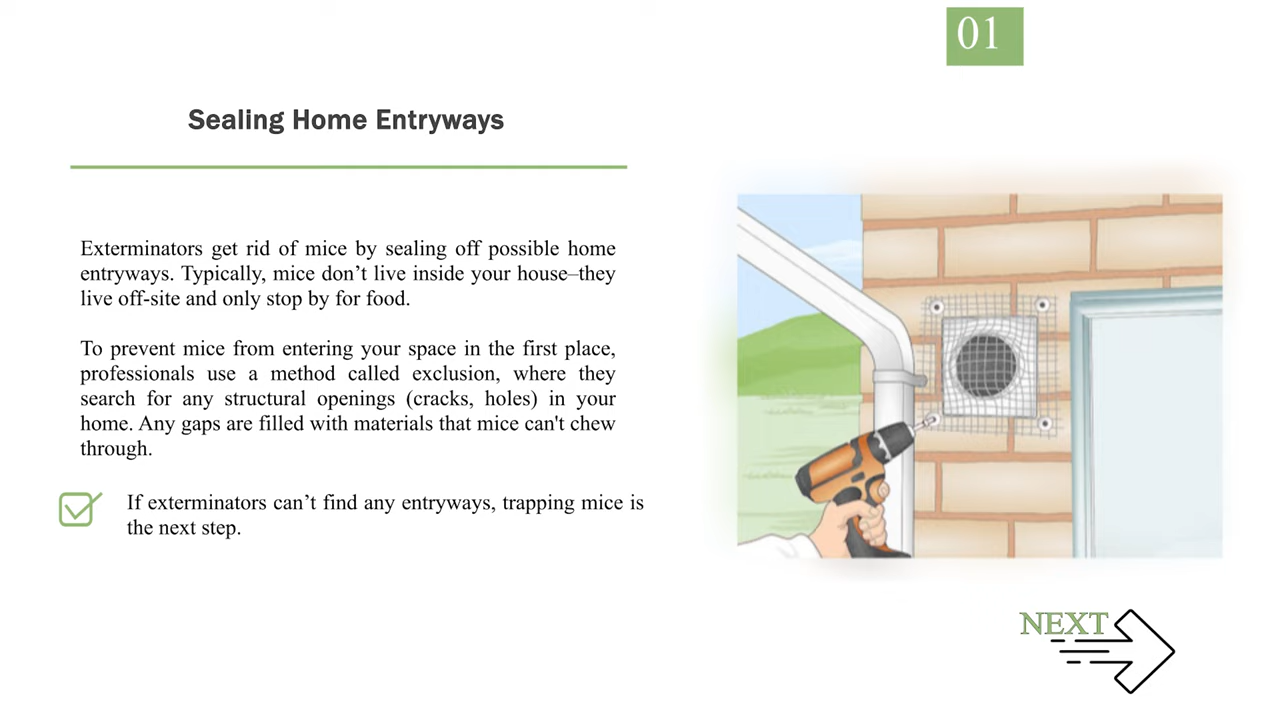 01
Sealing Home Entryways
Exterminators get rid of mice by sealing off possible home
entryways. Typically, mice don’t live inside your house–they
live off-site and only stop by for food.
To prevent mice from entering your space in the first place,
professionals use a method called exclusion, where they
search for any structural openings (cracks, holes) in your
home. Any gaps are filled with materials that mice can't chew
through.
If exterminators can’t find any entryways, trapping mice is
the next step.
NEXT